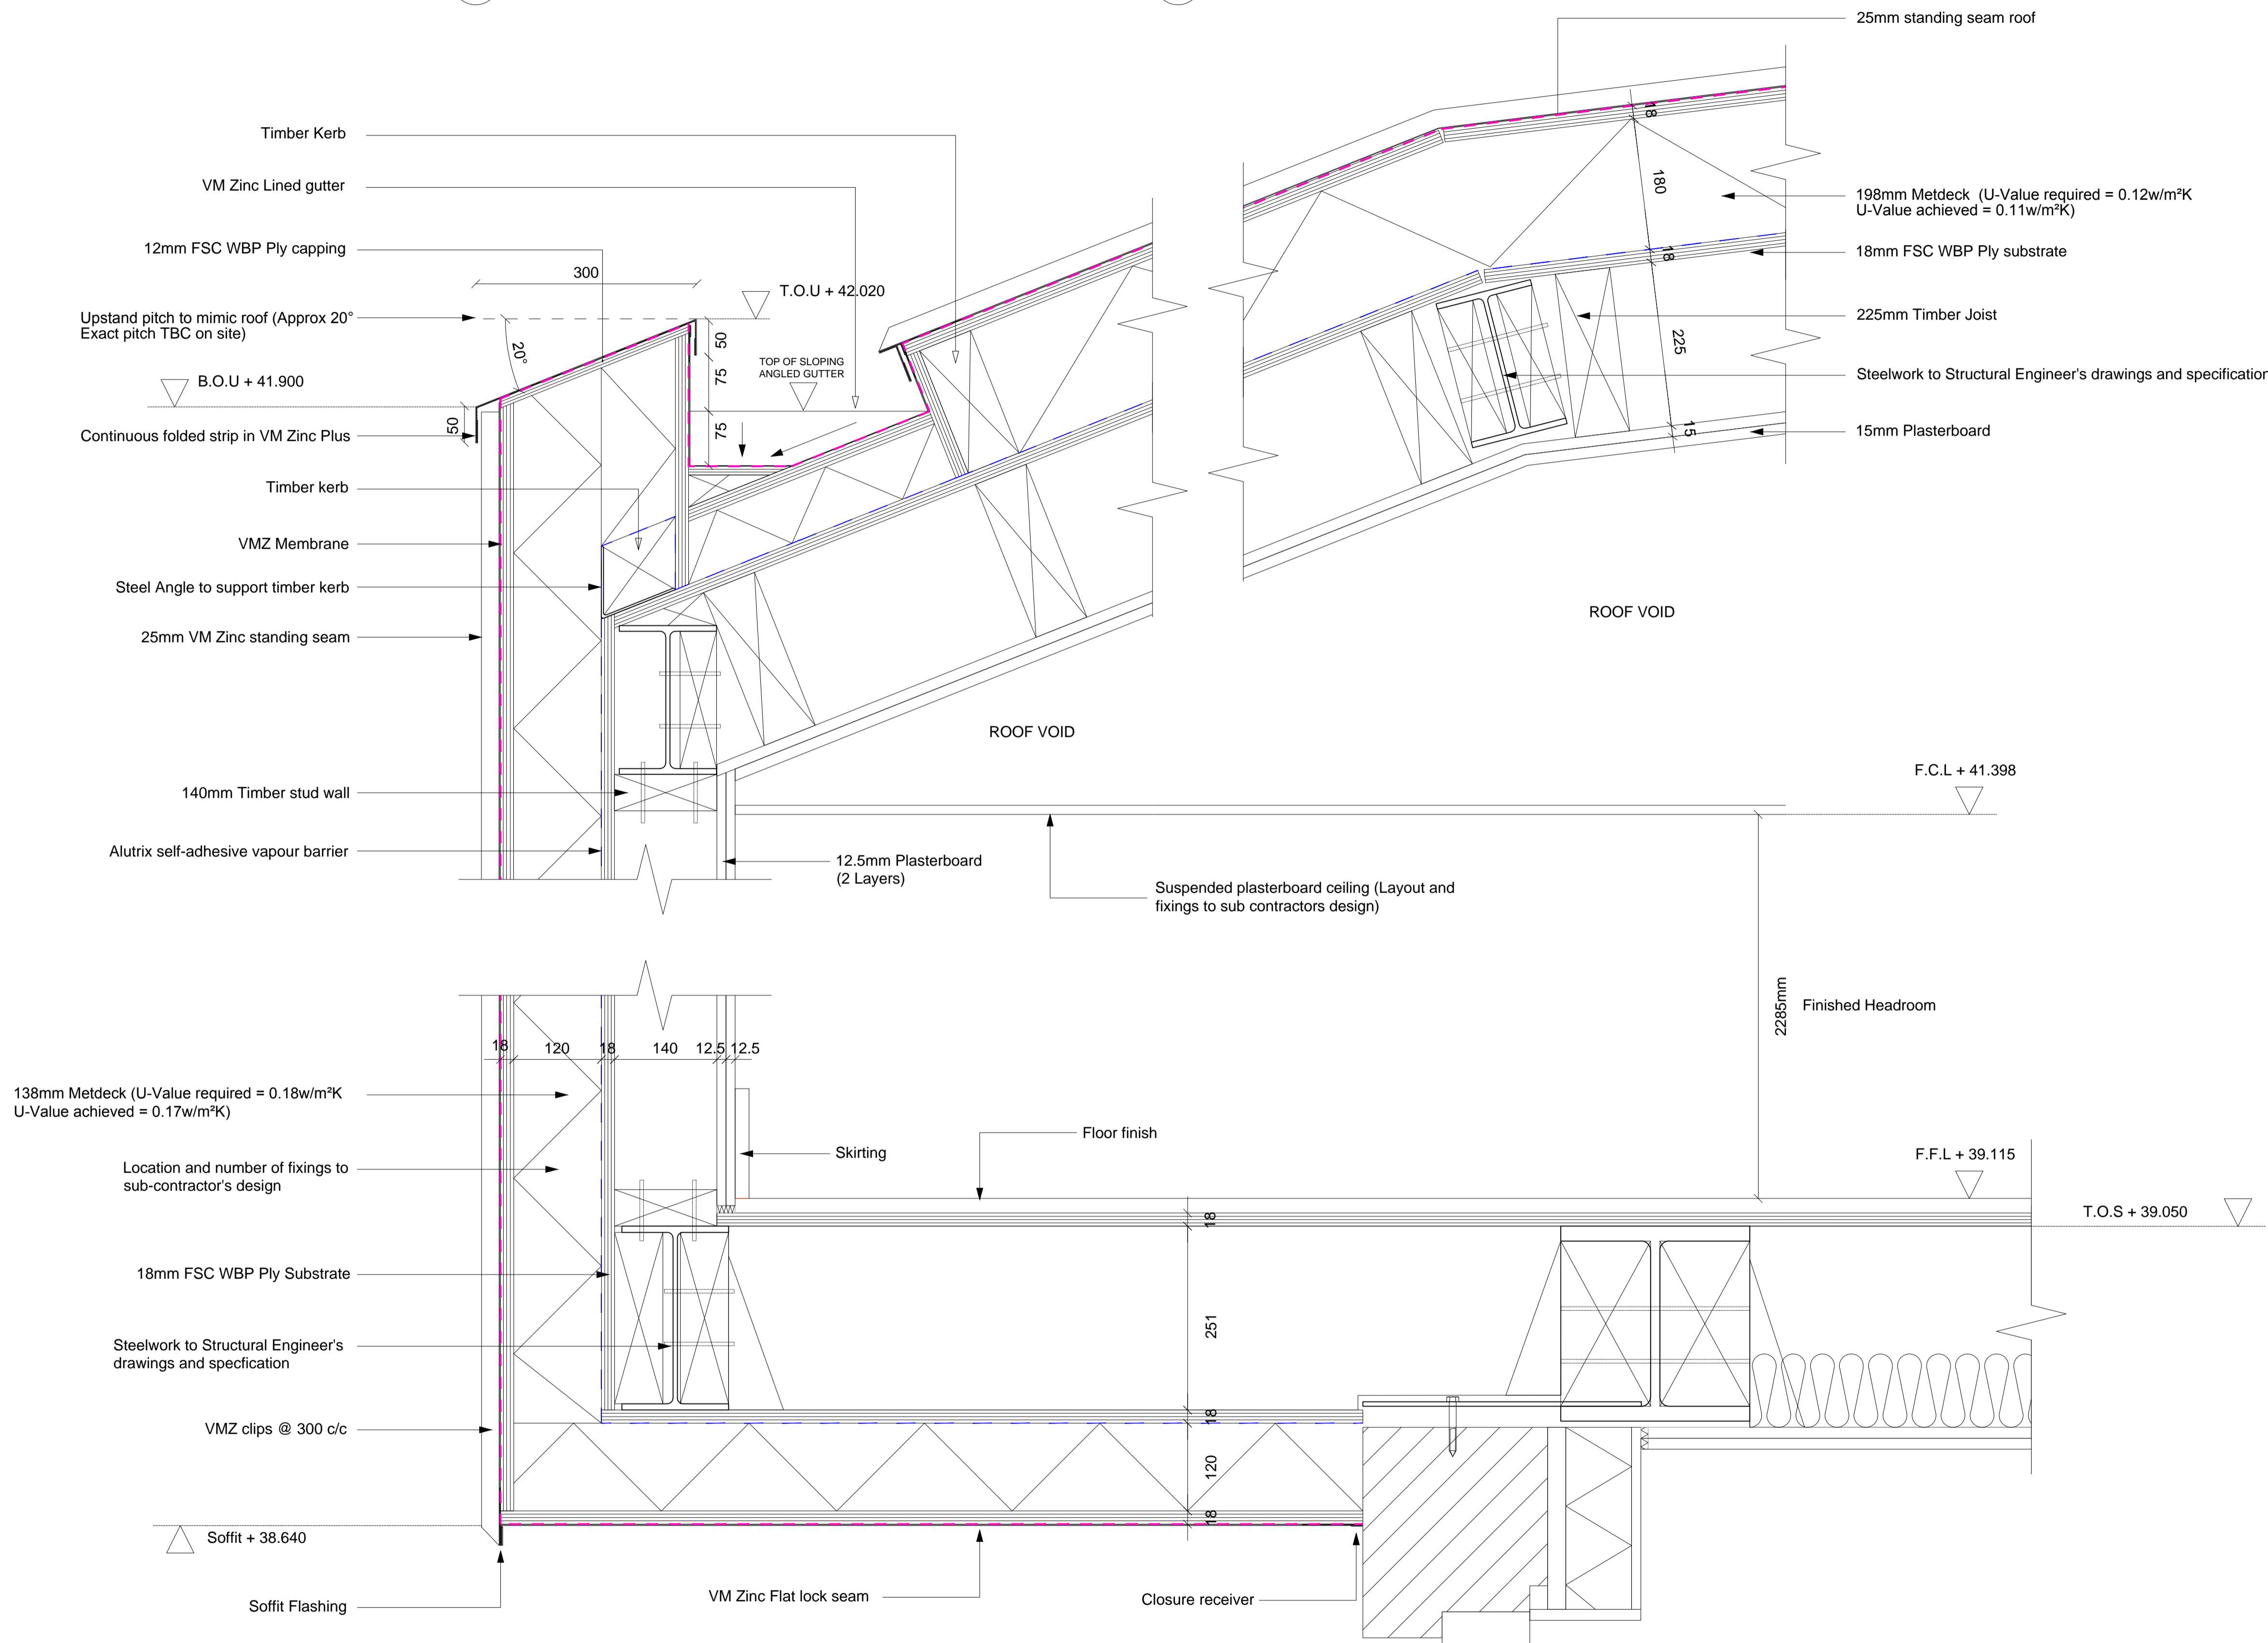 25mm standing seam roof
Timber Kerb
VM Zinc Lined gutter
12mm FSC WBP Ply capping
300
T.O.U + 42.020
Upstand pitch to mimic roof (Approx 20°
Exact pitch TBC on site)
20°
50
75
TOP OF SLOPING
ANGLED GUTTER
75
B.O.U + 41.900
50
Continuous folded strip in VM Zinc Plus
Timber kerb
VMZ Membrane
Steel Angle to support timber kerb
25mm VM Zinc standing seam
18
180
198mm Metdeck  (U-Value required = 0.12w/m²K
U-Value achieved = 0.11w/m²K)
18
18mm FSC WBP Ply substrate
225mm Timber Joist
225
Steelwork to Structural Engineer's drawings and specification
15
15mm Plasterboard
ROOF VOID
ROOF VOID
F.C.L + 41.398
140mm Timber stud wall
Alutrix self-adhesive vapour barrier
12.5mm Plasterboard
(2 Layers)
Suspended plasterboard ceiling (Layout and
fixings to sub contractors design)
2285mm
Finished Headroom
18
120
18
140
12.5
12.5
138mm Metdeck (U-Value required = 0.18w/m²K
U-Value achieved = 0.17w/m²K)
Floor finish
Skirting
Location and number of fixings to
sub-contractor's design
F.F.L + 39.115
T.O.S + 39.050
18
18mm FSC WBP Ply Substrate
251
Steelwork to Structural Engineer's
drawings and specfication
18
VMZ clips @ 300 c/c
120
18
Soffit + 38.640
VM Zinc Flat lock seam
Closure receiver
Soffit Flashing